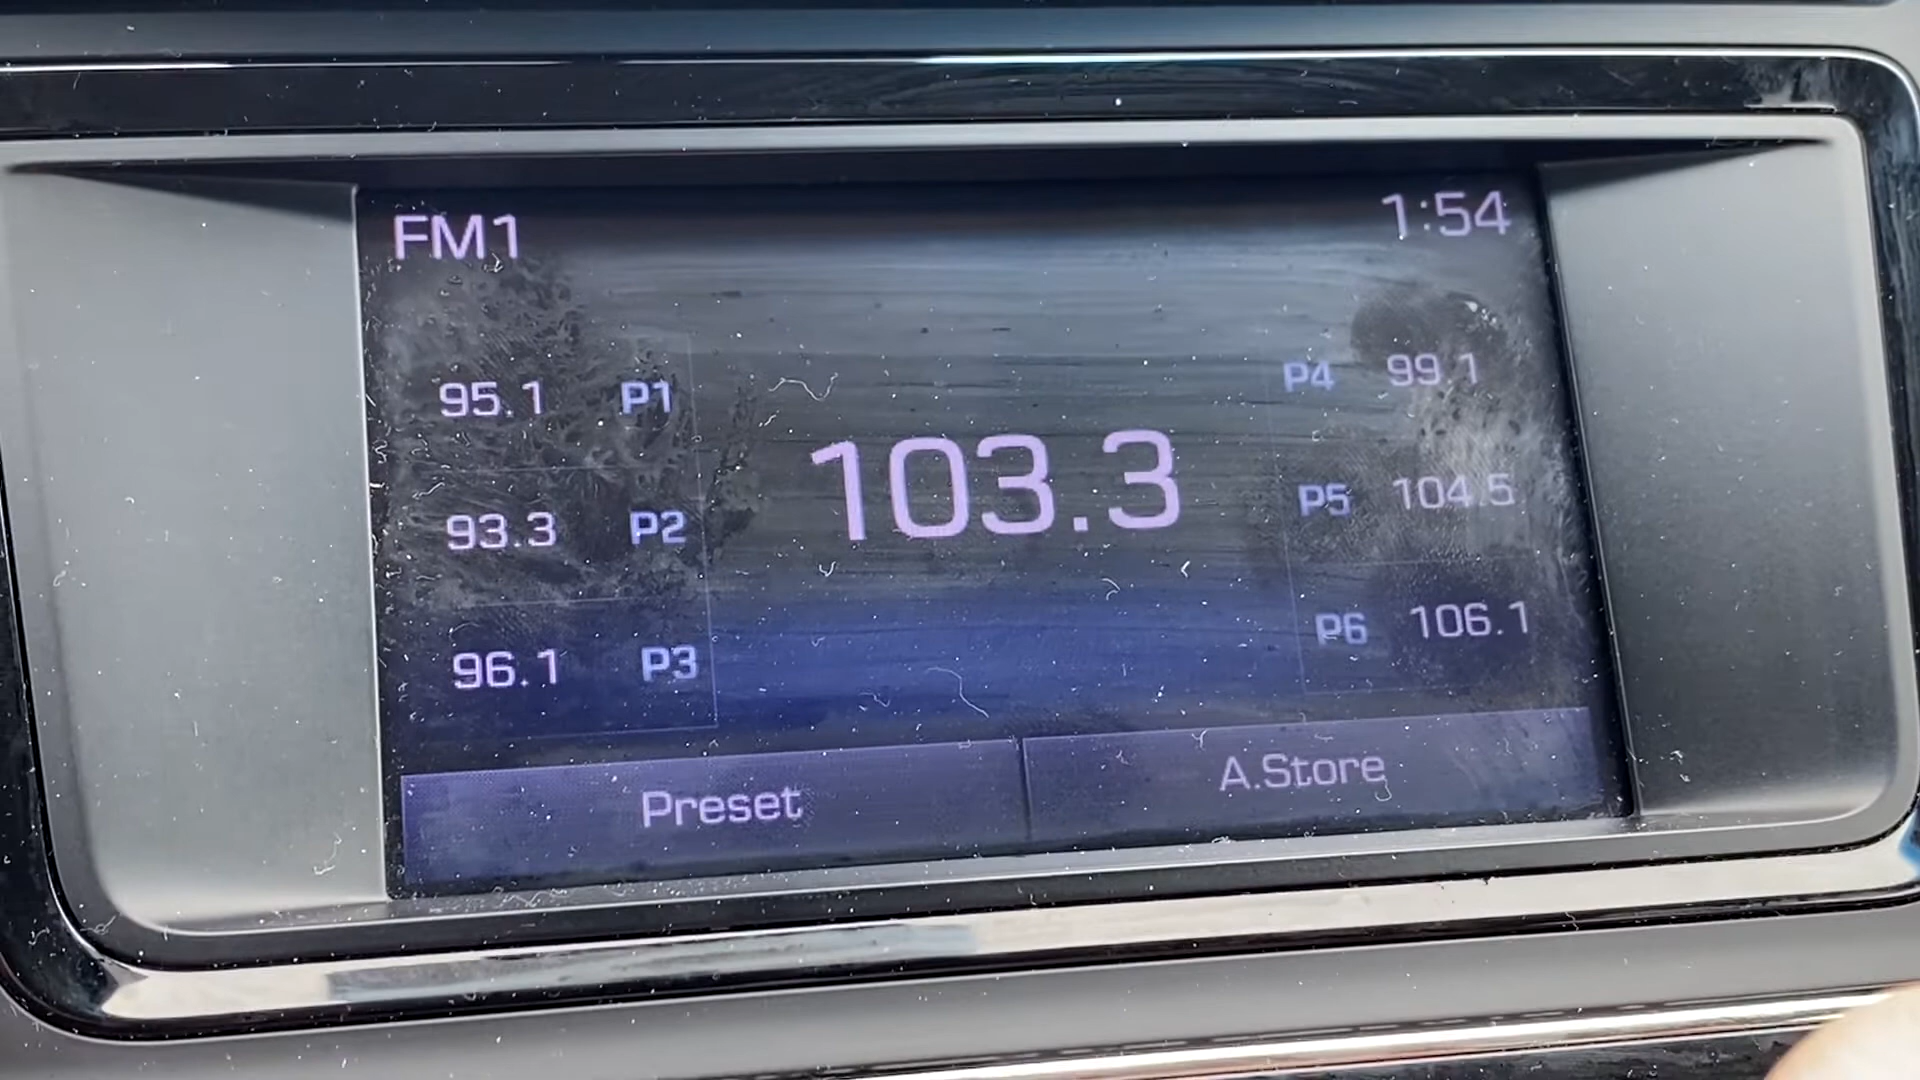 FM1 1:54
95.1 P1
93.3 P2
96.1 P3
103.3
P4 99.1
P5 104.5
P6 106.1
Preset A.Store